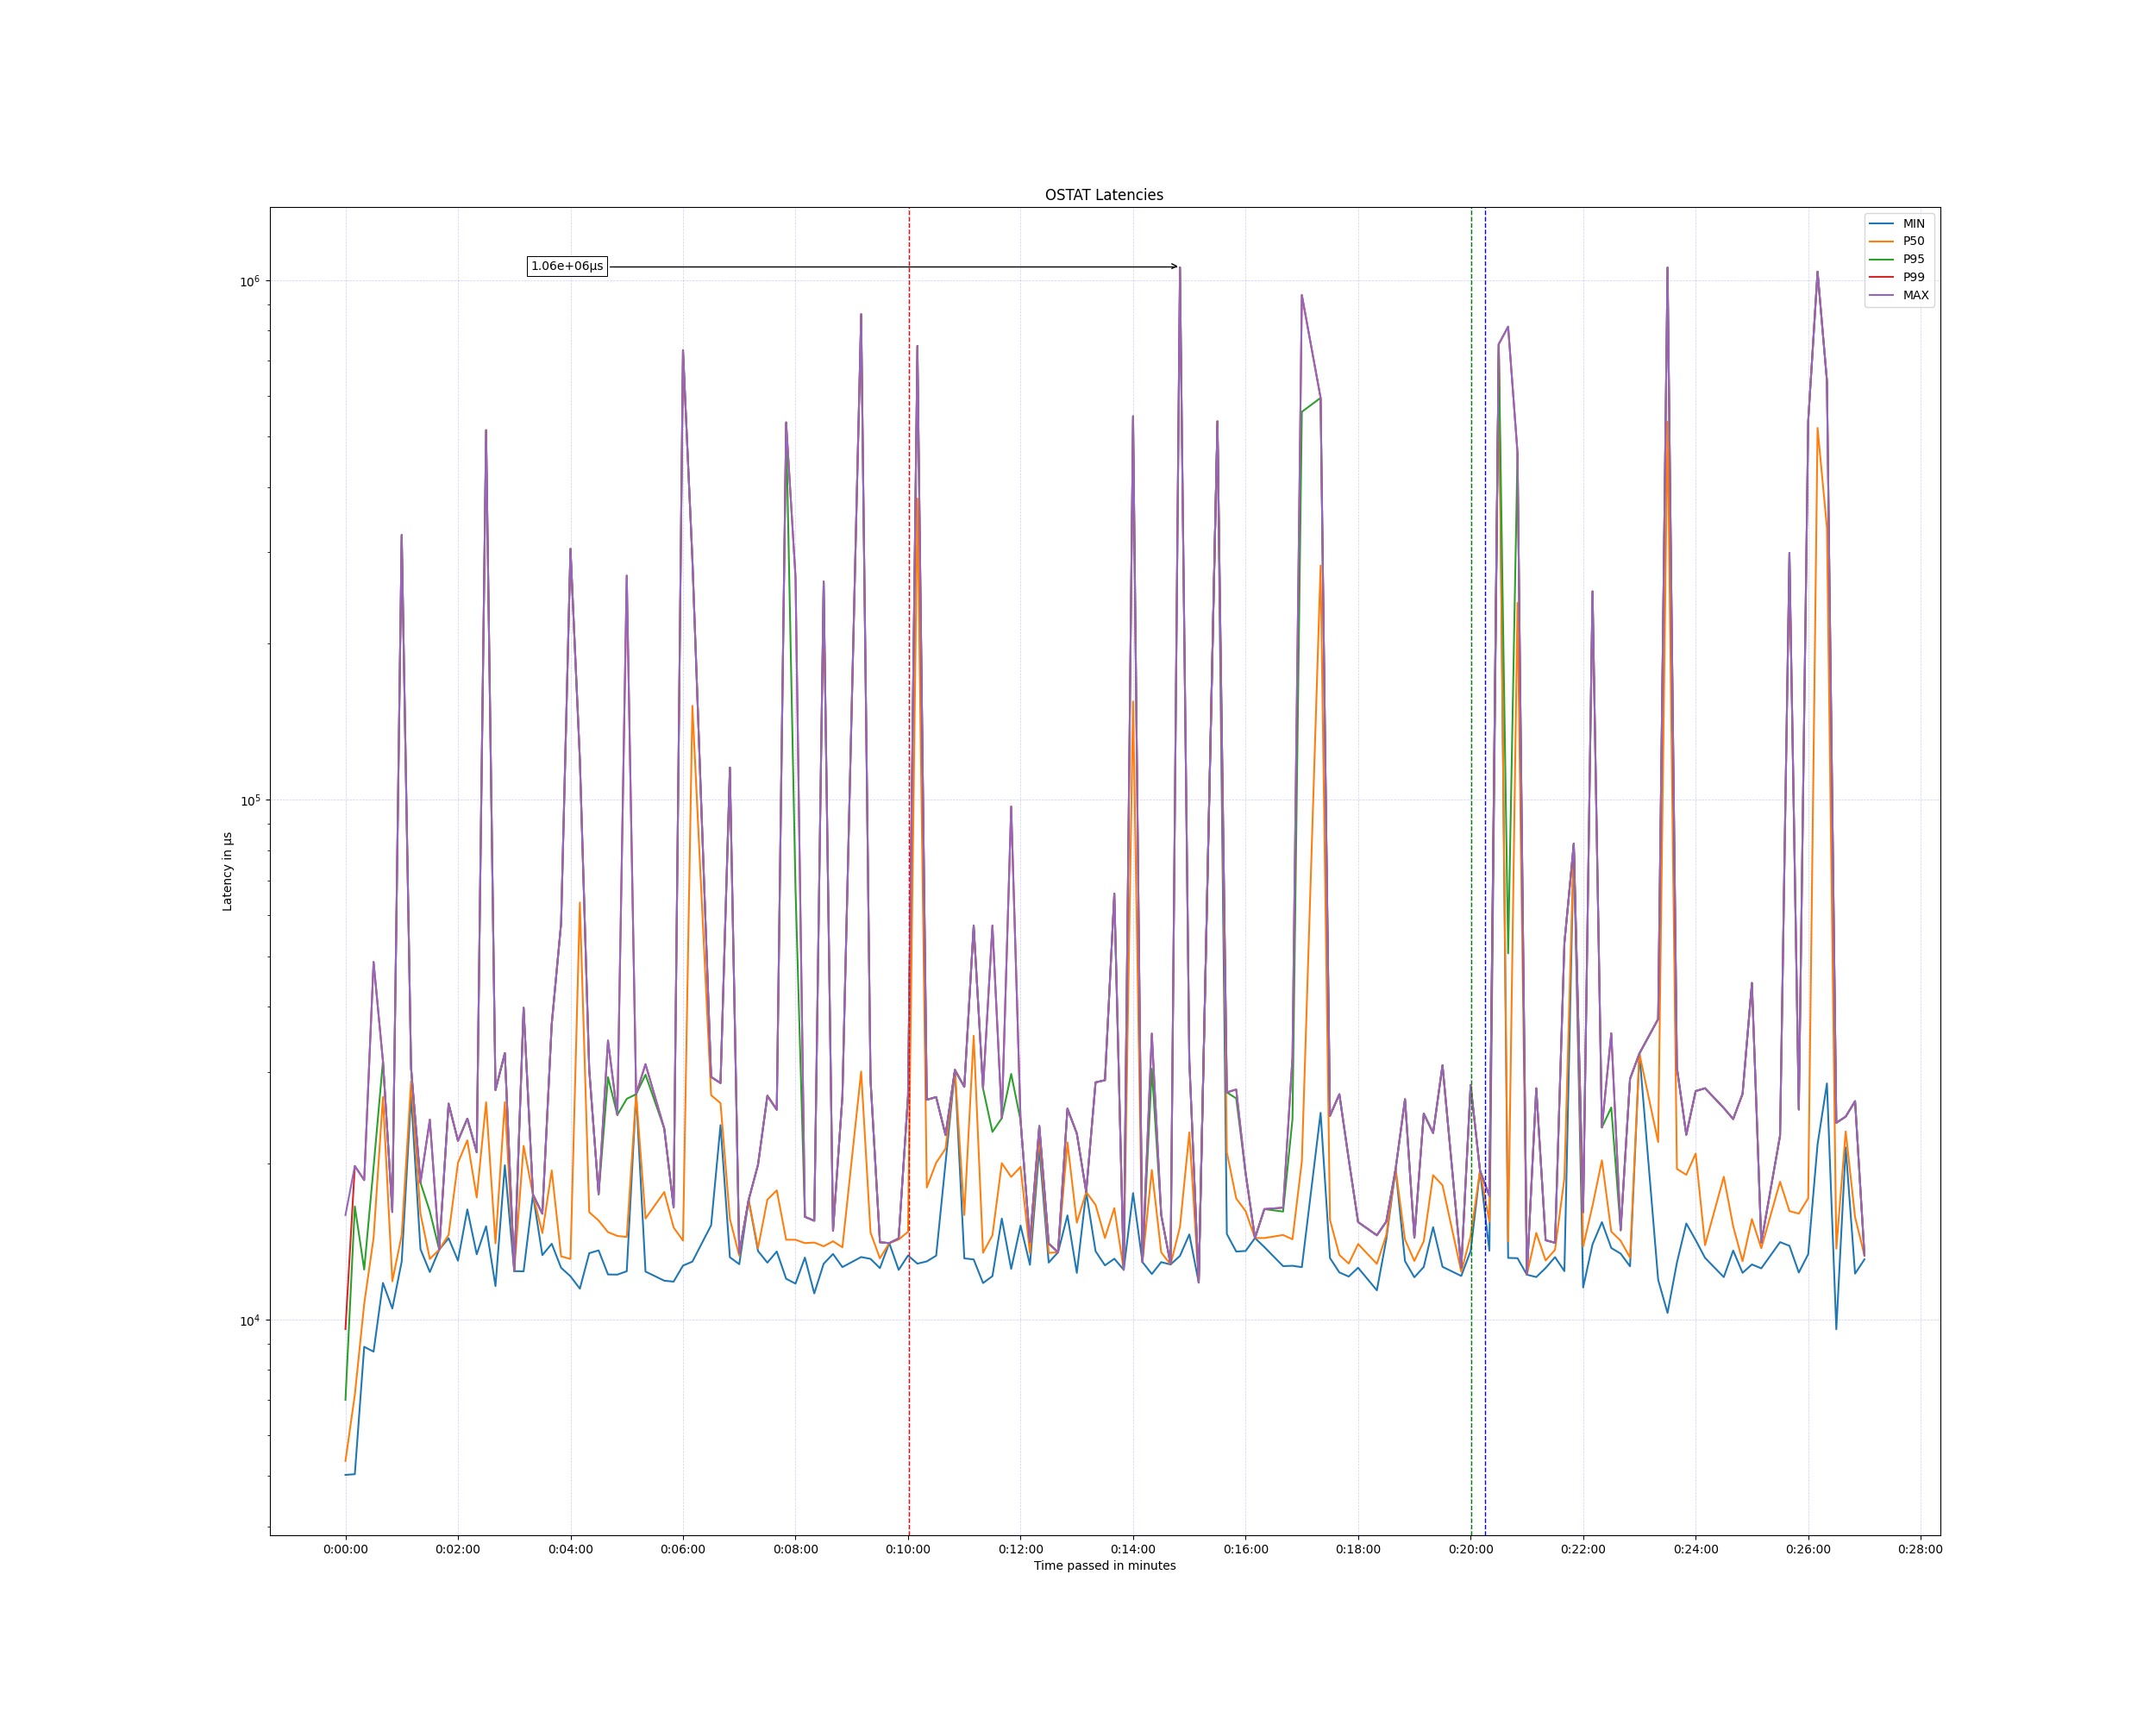 OSTAT Latencies
1.06e+06µs
MIN
P50
P95
P99
MAX
10⁶
10⁵
10⁴
Latency in µs
0:00:00 0:02:00 0:04:00 0:06:00 0:08:00 0:10:00 0:12:00 0:14:00 0:16:00 0:18:00 0:20:00 0:22:00 0:24:00 0:26:00 0:28:00
Time passed in minutes